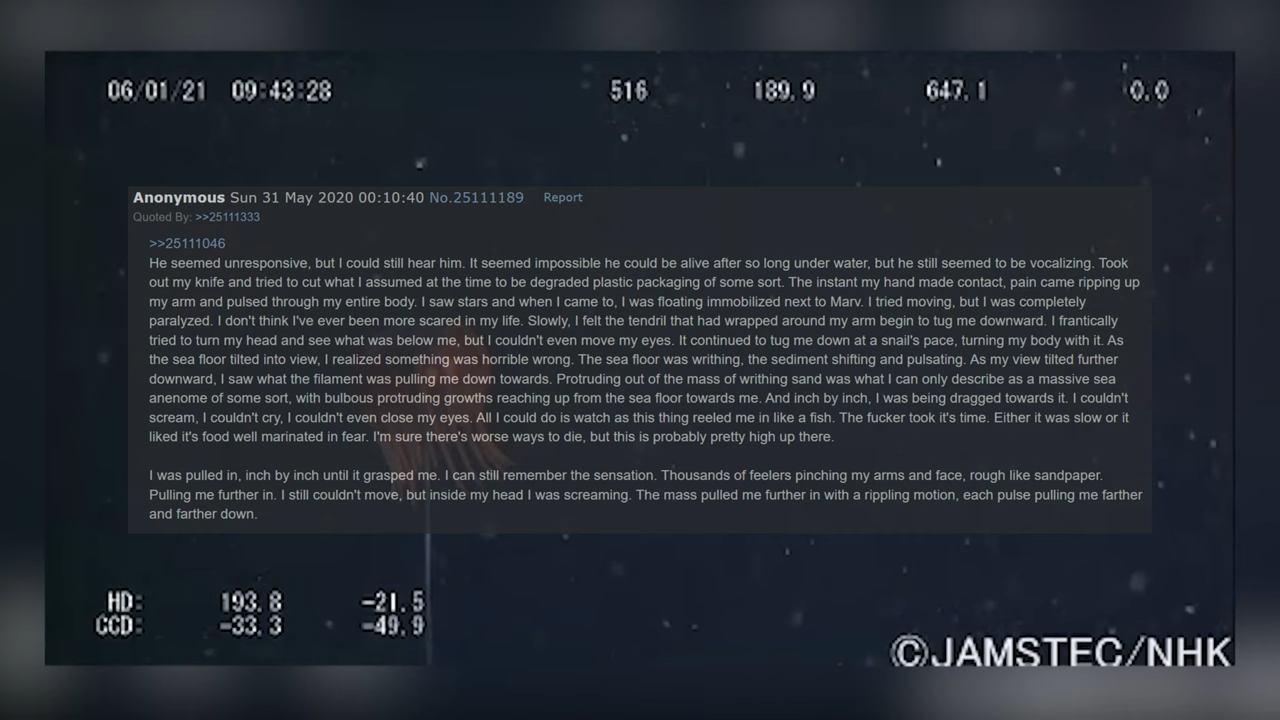 06/01/21 09:43:28 516 189.9 647.1 0.0
Anonymous Sun 31 May 2020 00:10:40 No.25111189 Report
Quoted By: >>25111333
>>25111046
He seemed unresponsive, but I could still hear him. It seemed impossible he could be alive after so long under water, but he still seemed to be vocalizing. Took
out my knife and tried to cut what I assumed at the time to be degraded plastic packaging of some sort. The instant my hand made contact, pain came ripping up
my arm and pulsed through my entire body. I saw stars and when I came to, I was floating immobilized next to Marv. I tried moving, but I was completely
paralyzed. I don't think I've ever been more scared in my life. Slowly, I felt the tendril that had wrapped around my arm begin to tug me downward. I frantically
tried to turn my head and see what was below me, but I couldn't even move my eyes. It continued to tug me down at a snail's pace, turning my body with it. As
the sea floor tilted into view, I realized something was horrible wrong. The sea floor was writhing, the sediment shifting and pulsating. As my view tilted further
downward, I saw what the filament was pulling me down towards. Protruding out of the mass of writhing sand was what I can only describe as a massive sea
anenome of some sort, with bulbous protruding growths reaching up from the sea floor towards me. And inch by inch, I was being dragged towards it. I couldn't
scream, I couldn't cry, I couldn't even close my eyes. All I could do is watch as this thing reeled me in like a fish. The fucker took it's time. Either it was slow or it
liked it's food well marinated in fear. I'm sure there's worse ways to die, but this is probably pretty high up there.
I was pulled in, inch by inch until it grasped me. I can still remember the sensation. Thousands of feelers pinching my arms and face, rough like sandpaper.
Pulling me further in. I still couldn't move, but inside my head I was screaming. The mass pulled me further in with a rippling motion, each pulse pulling me farther
and farther down.
HD: 193.8 -21.5
CCD: -33.3 -49.9
©JAMSTEC/NHK